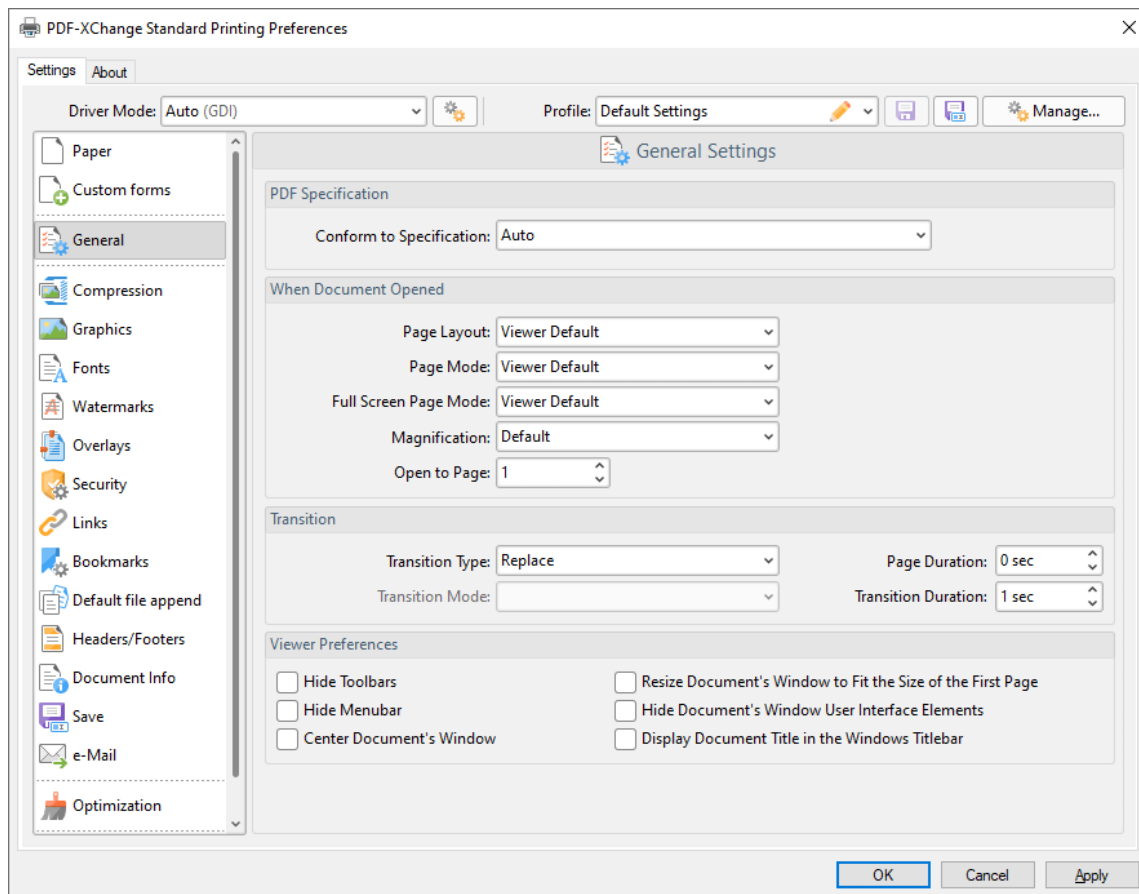 PDF-XChange Standard Printing Preferences
Settings About
Driver Mode: Auto (GDI) Profile: Default Settings Manage...
Paper
Custom forms
General
Compression
Graphics
Fonts
Watermarks
Overlays
Security
Links
Bookmarks
Default file append
Headers/Footers
Document Info
Save
e-Mail
Optimization
General Settings
PDF Specification
Conform to Specification: Auto
When Document Opened
Page Layout: Viewer Default
Page Mode: Viewer Default
Full Screen Page Mode: Viewer Default
Magnification: Default
Open to Page: 1
Transition
Transition Type: Replace Page Duration: 0 sec
Transition Mode: Transition Duration: 1 sec
Viewer Preferences
Hide Toolbars Resize Document's Window to Fit the Size of the First Page
Hide Menubar Hide Document's Window User Interface Elements
Center Document's Window Display Document Title in the Windows Titlebar
OK Cancel Apply